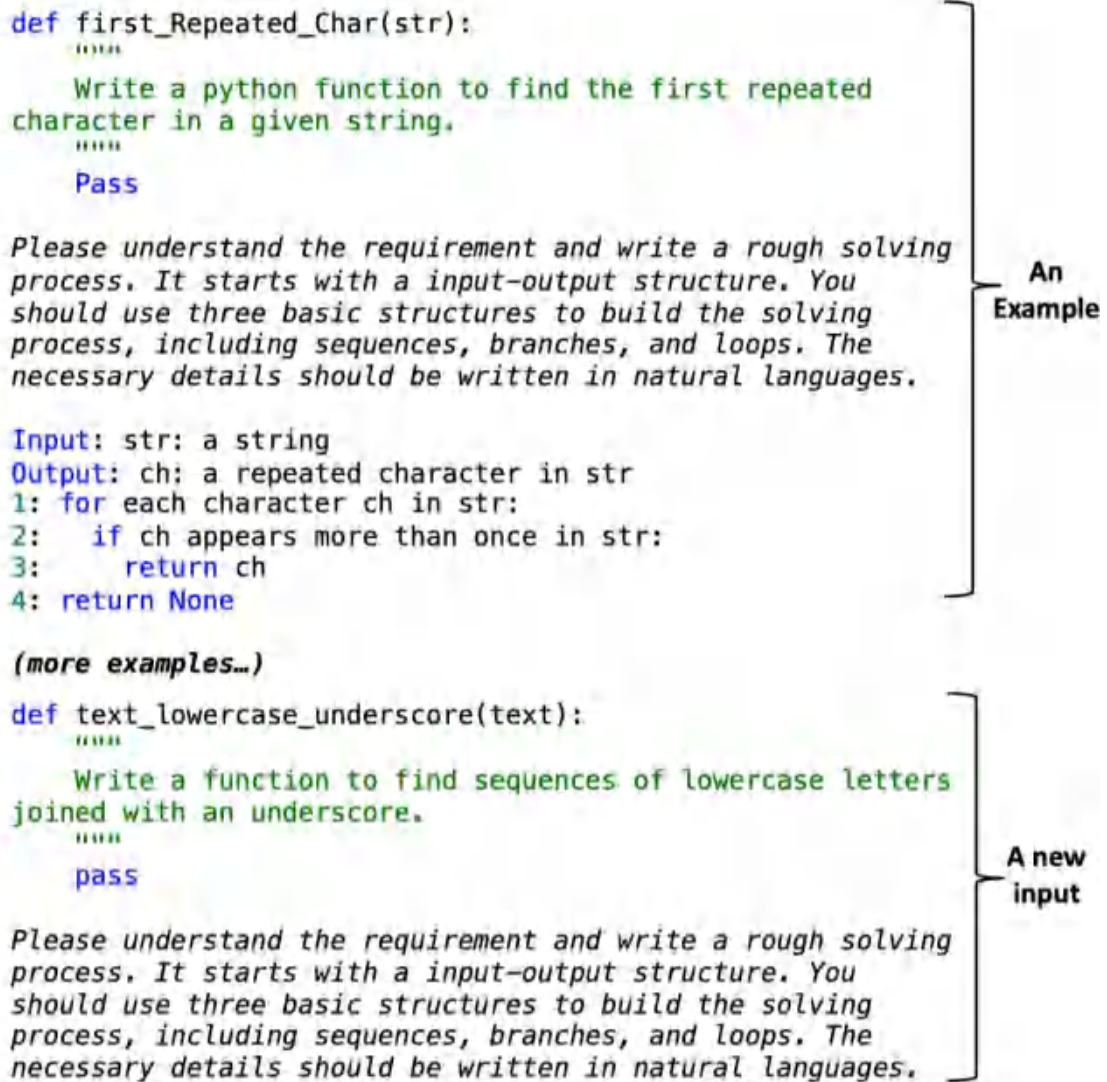 def first_Repeated_Char(str):
"""
Write a python function to find the first repeated
character in a given string.
"""
Pass
Please understand the requirement and write a rough solving
process. It starts with a input-output structure. You
should use three basic structures to build the solving
process, including sequences, branches, and loops. The
necessary details should be written in natural languages.
An
Example
Input: str: a string
Output: ch: a repeated character in str
1: for each character ch in str:
2: if ch appears more than once in str:
3: return ch
4: return None
(more examples…)
def text_lowercase_underscore(text):
"""
Write a function to find sequences of lowercase letters
joined with an underscore.
"""
pass
A new
input
Please understand the requirement and write a rough solving
process. It starts with a input-output structure. You
should use three basic structures to build the solving
process, including sequences, branches, and loops. The
necessary details should be written in natural languages.